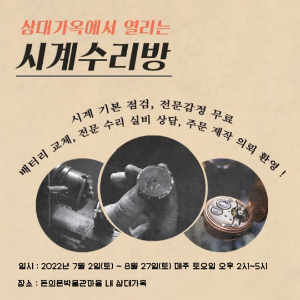 삼대가옥에서 열리는
시계수리방
시계 기본 점검, 전문감정 무료
배터리 교체, 전문 수리 실비 상담, 주문 제작 의뢰 환영 !
일시 : 2022년 7월 2일(토) ~ 8월 27일(토) 매주 토요일 오후 2시~5시
장소 : 돈의문박물관마을 내 삼대가옥